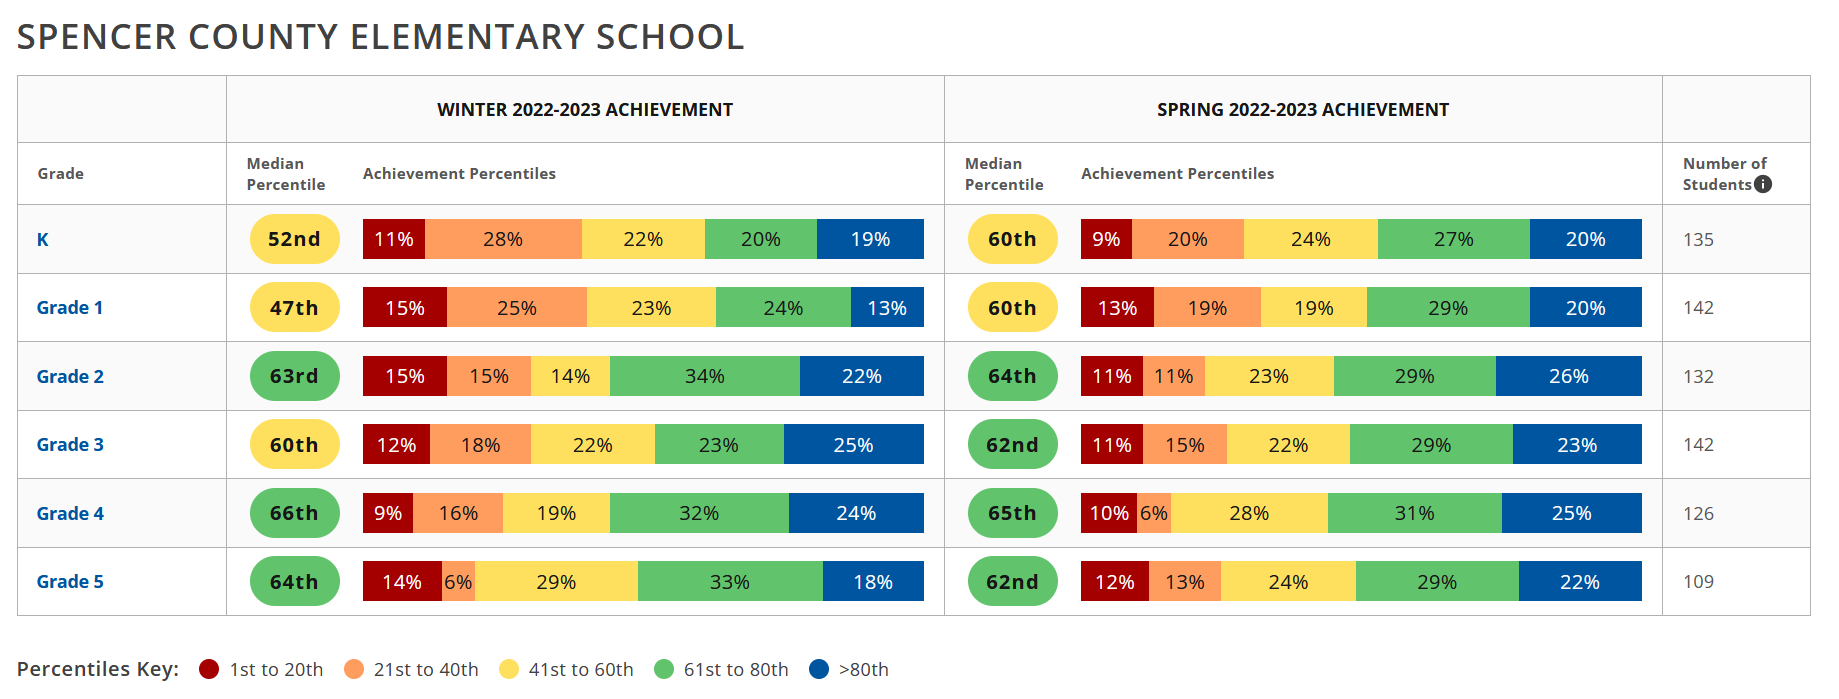 SPENCER COUNTY ELEMENTARY SCHOOL
WINTER 2022-2023 ACHIEVEMENT SPRING 2022-2023 ACHIEVEMENT
Grade Median Percentile Achievement Percentiles Median Percentile Achievement Percentiles Number of Students i
K 52nd 11% 28% 22% 20% 19% 60th 9% 20% 24% 27% 20% 135
Grade 1 47th 15% 25% 23% 24% 13% 60th 13% 19% 19% 29% 20% 142
Grade 2 63rd 15% 15% 14% 34% 22% 64th 11% 11% 23% 29% 26% 132
Grade 3 60th 12% 18% 22% 23% 25% 62nd 11% 15% 22% 29% 23% 142
Grade 4 66th 9% 16% 19% 32% 24% 65th 10% 6% 28% 31% 25% 126
Grade 5 64th 14% 6% 29% 33% 18% 62nd 12% 13% 24% 29% 22% 109
Percentiles Key: 1st to 20th 21st to 40th 41st to 60th 61st to 80th >80th